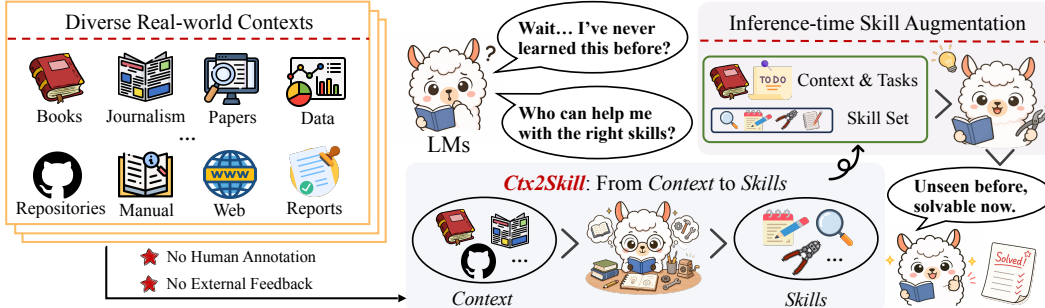 Diverse Real-world Contexts
Books
Journalism
Papers
Data
...
WWW
Repositories
Manual
Web
Reports
No Human Annotation
No External Feedback
?
Wait… I've never
learned this before?
Who can help me
with the right skills?
LMs
Inference-time Skill Augmentation
TO DO
Context & Tasks
Skill Set
Ctx2Skill: From Context to Skills
...
...
Context
Skills
Unseen before,
solvable now.
Solved!